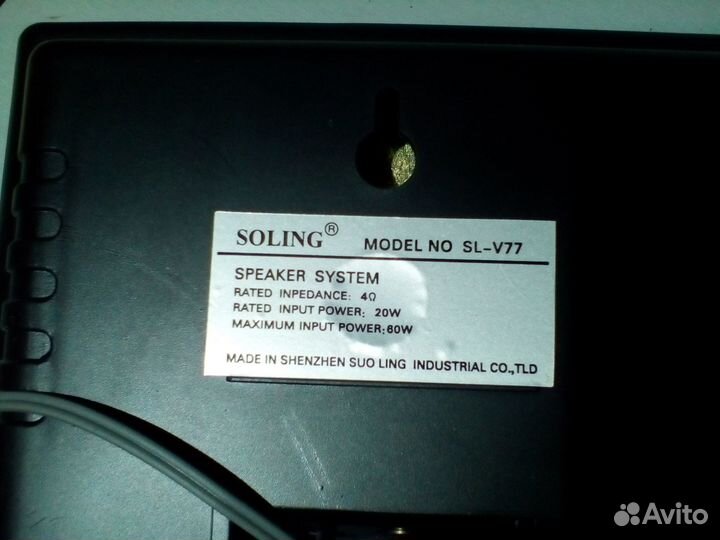 SOLING® MODEL NO SL-V77
SPEAKER SYSTEM
RATED INPEDANCE: 4Ω
RATED INPUT POWER: 20W
MAXIMUM INPUT POWER:60W
MADE IN SHENZHEN SUO LING INDUSTRIAL CO.,TLD
Avito